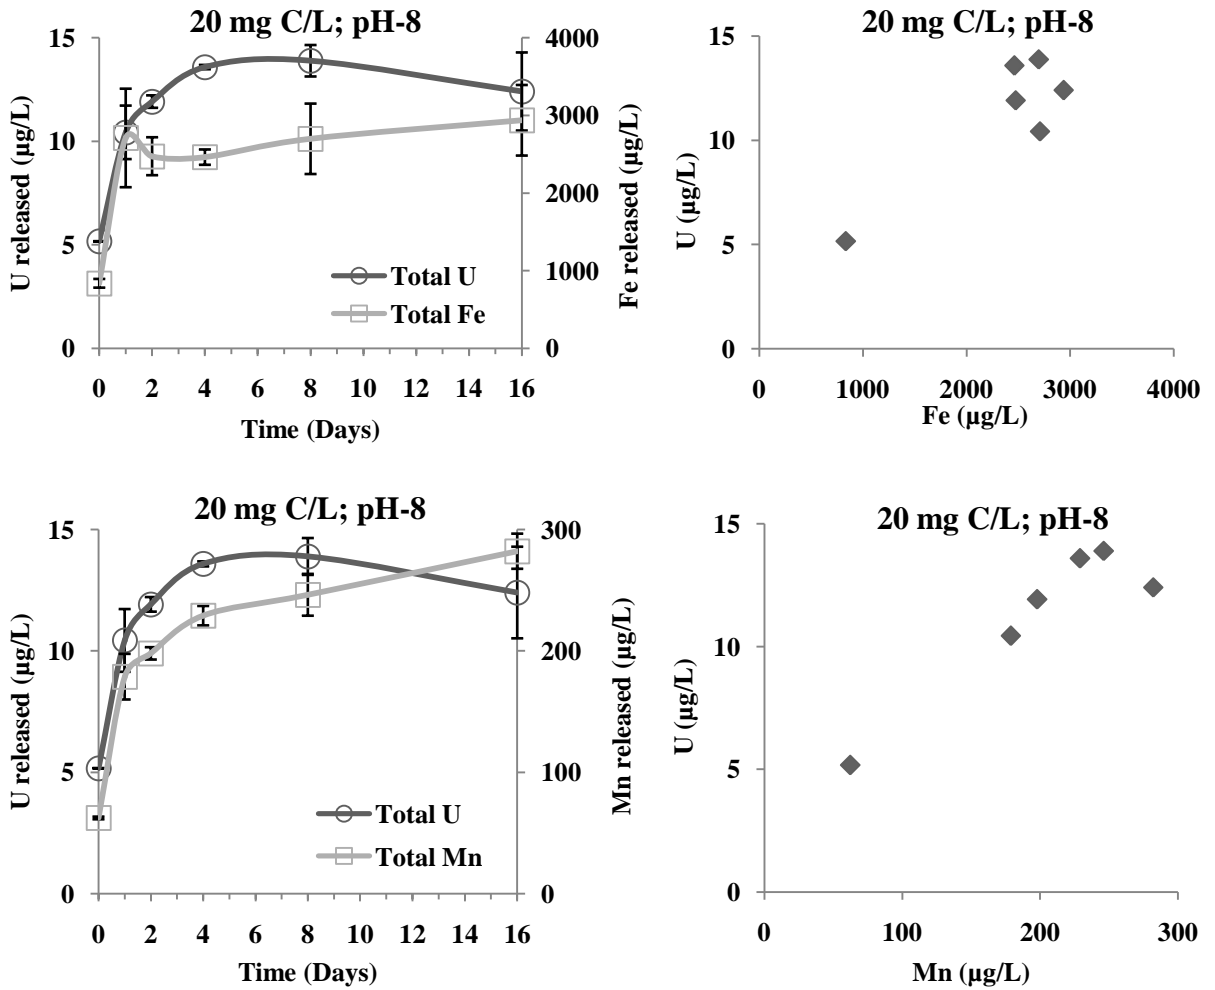 20 mg C/L; pH-8
15
10
5
0
U released (µg/L)
4000
3000
2000
1000
0
Fe released (µg/L)
Total U
Total Fe
0 2 4 6 8 10 12 14 16
Time (Days)
20 mg C/L; pH-8
15
10
5
0
U (µg/L)
0 1000 2000 3000 4000
Fe (µg/L)
20 mg C/L; pH-8
15
10
5
0
U released (µg/L)
300
200
100
0
Mn released (µg/L)
Total U
Total Mn
0 2 4 6 8 10 12 14 16
Time (Days)
20 mg C/L; pH-8
15
10
5
0
U (µg/L)
0 100 200 300
Mn (µg/L)